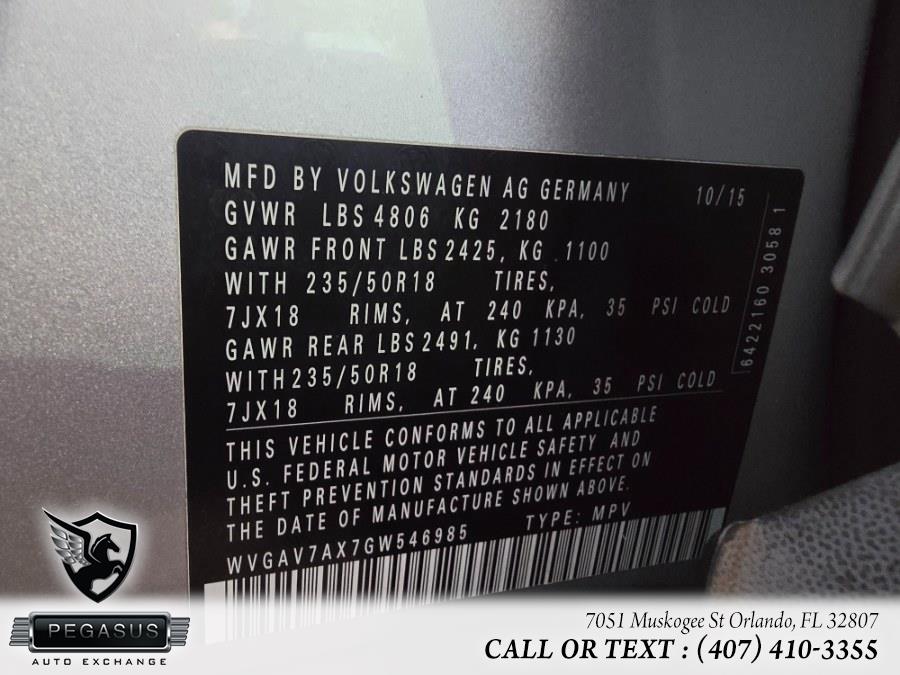 MFD BY VOLKSWAGEN AG GERMANY 10/15
GVWR LBS 4806 KG 2180
GAWR FRONT LBS 2425, KG .1100
WITH 235/50R18 TIRES,
7JX18 RIMS, AT 240 KPA, 35 PSI COLD
GAWR REAR LBS 2491, KG 1130
WITH 235/50R18 TIRES,
7JX18 RIMS, AT 240 KPA, 35 PSI COLD
6422160 3058 1
THIS VEHICLE CONFORMS TO ALL APPLICABLE
U.S. FEDERAL MOTOR VEHICLE SAFETY AND
THEFT PREVENTION STANDARDS IN EFFECT ON
THE DATE OF MANUFACTURE SHOWN ABOVE.
WVGAV7AX7GW546985 TYPE: MPV
PEGASUS
AUTO EXCHANGE
7051 Muskogee St Orlando, FL 32807
CALL OR TEXT : (407) 410-3355